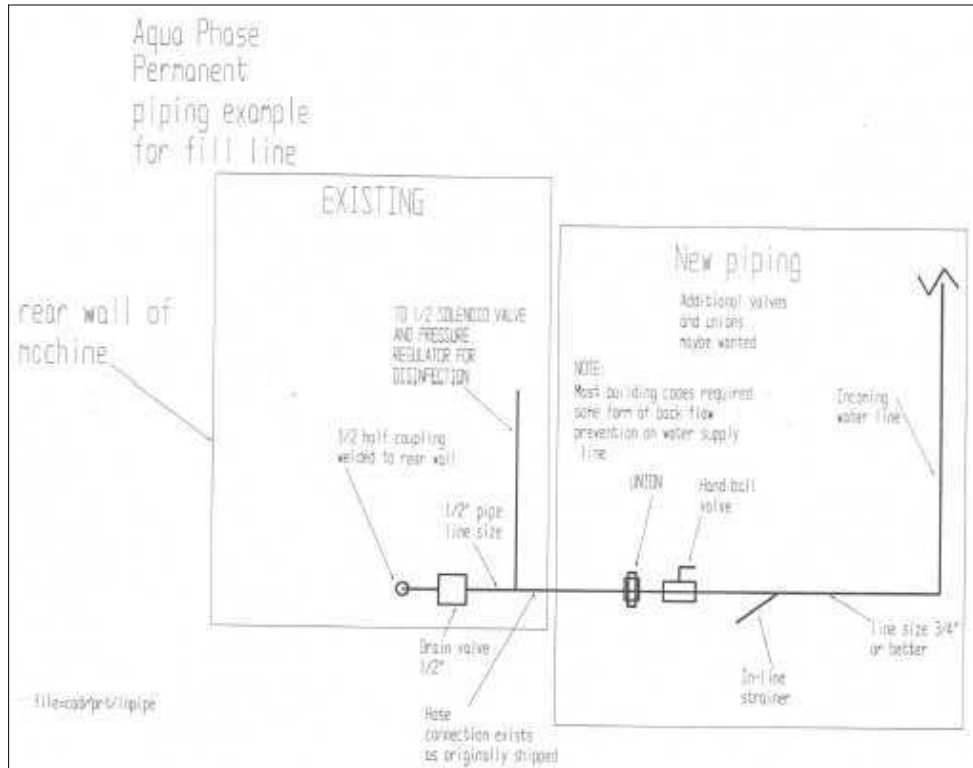 Aqua Phase
Permanent
piping example
for fill line
EXISTING
New piping
Additional valves
and unions
maybe wanted
rear wall of
machine
TO 1/2 SOLENOID VALVE
AND PRESSURE
REGULATOR FOR
DISINFECTION
NOTE:
Most building codes required
some form of back flow
prevention on water supply
line
Incoming
water line
1/2 half coupling
welded to rear wall
UNION
Hand ball
valve
1/2" pipe
line size
Drain valve
1/2"
line size 3/4"
or better
In-line
strainer
Hose
connection exists
as originally shipped
file=cad/prt/inpipe